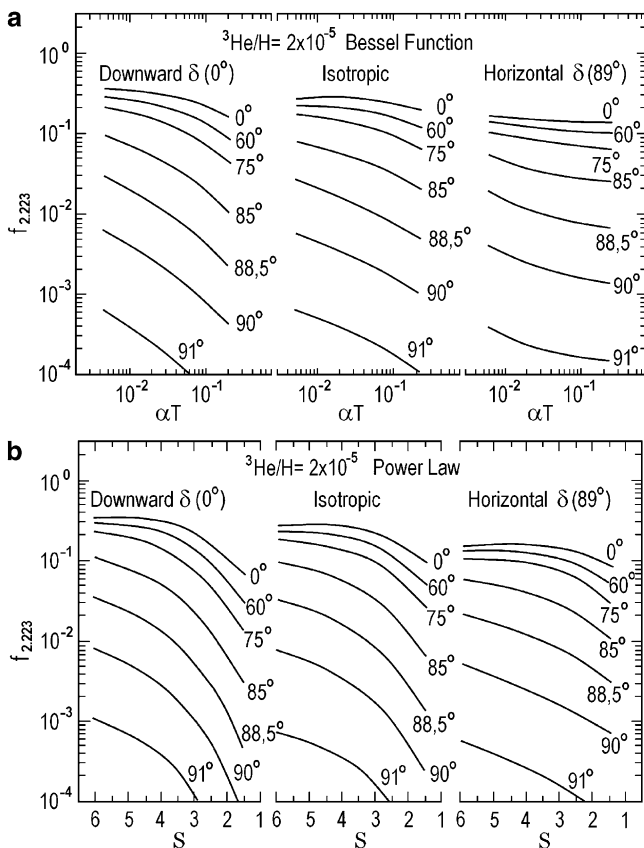 a
³He/H= 2x10⁻⁵ Bessel Function
Downward δ (0°)
Isotropic
Horizontal δ (89°)
f₂.₂₂₃
10⁰
10⁻¹
10⁻²
10⁻³
10⁻⁴
0°
60°
75°
85°
88,5°
90°
91°
0°
60°
75°
85°
88,5°
90°
91°
0°
60°
75°
85°
88,5°
90°
91°
10⁻² 10⁻¹
10⁻² 10⁻¹
10⁻² 10⁻¹
αT
αT
αT
b
³He/H= 2x10⁻⁵ Power Law
Downward δ (0°)
Isotropic
Horizontal δ (89°)
f₂.₂₂₃
10⁰
10⁻¹
10⁻²
10⁻³
10⁻⁴
0°
60°
75°
85°
88,5°
91° 90°
0°
60°
75°
85°
88,5°
91° 90°
0°
60°
75°
85°
88,5°
90°
91°
6 5 4 3 2 1
6 5 4 3 2 1
6 5 4 3 2 1
S
S
S